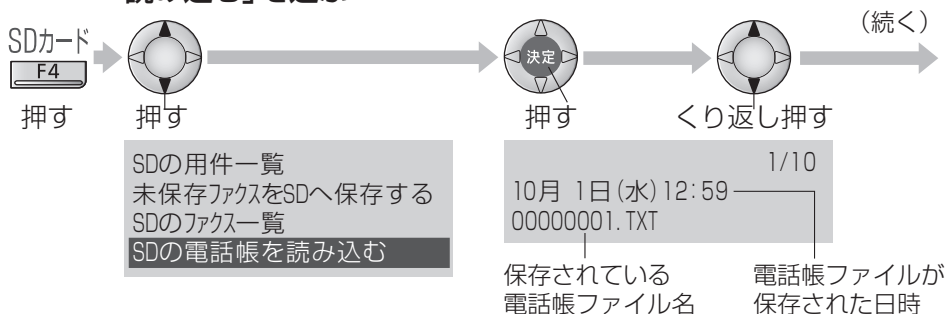 読み込む」を選ぶ
(続く)
SDカード
F4
決定
押す
押す
押す
くり返し押す
SDの用件一覧
未保存ファクスをSDへ保存する
SDのファクス一覧
SDの電話帳を読み込む
1/10
10月 1日(水)12:59
00000001.TXT
保存されている
電話帳ファイル名
電話帳ファイルが
保存された日時